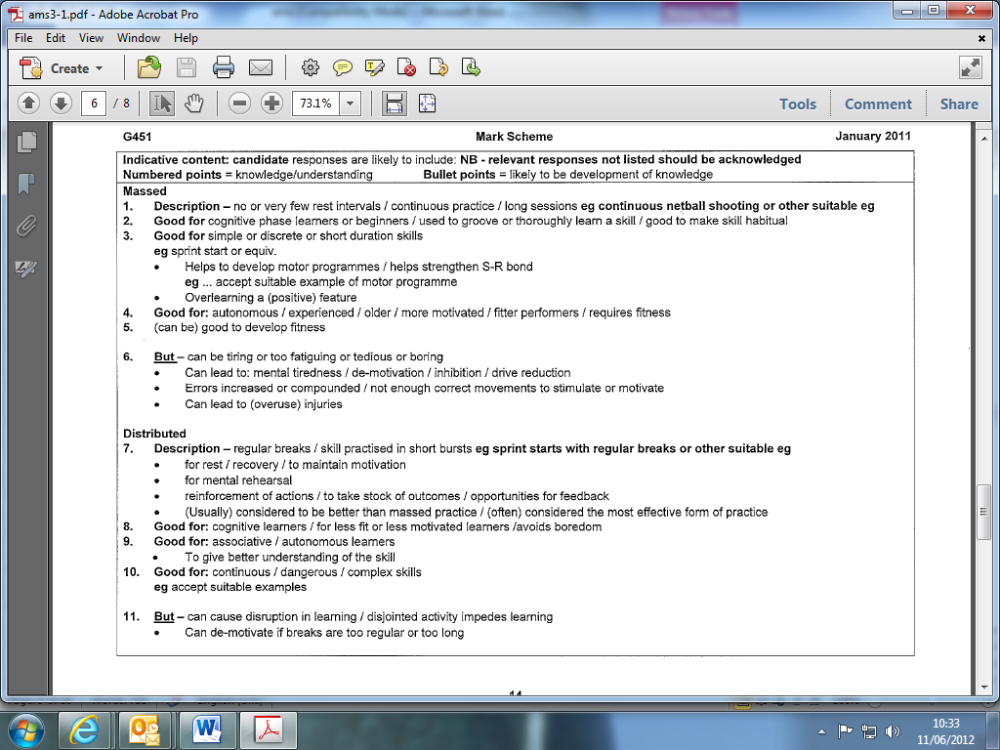 ams3-1.pdf - Adobe Acrobat Pro
File Edit View Window Help
Create
6 / 8 73.1% Tools Comment Share
G451 Mark Scheme January 2011
Indicative content: candidate responses are likely to include: NB - relevant responses not listed should be acknowledged
Numbered points = knowledge/understanding Bullet points = likely to be development of knowledge
Massed
1. Description – no or very few rest intervals / continuous practice / long sessions eg continuous netball shooting or other suitable eg
2. Good for cognitive phase learners or beginners / used to groove or thoroughly learn a skill / good to make skill habitual
3. Good for simple or discrete or short duration skills
eg sprint start or equiv.
• Helps to develop motor programmes / helps strengthen S-R bond
eg ... accept suitable example of motor programme
• Overlearning a (positive) feature
4. Good for: autonomous / experienced / older / more motivated / fitter performers / requires fitness
5. (can be) good to develop fitness
6. But – can be tiring or too fatiguing or tedious or boring
• Can lead to: mental tiredness / de-motivation / inhibition / drive reduction
• Errors increased or compounded / not enough correct movements to stimulate or motivate
• Can lead to (overuse) injuries
Distributed
7. Description – regular breaks / skill practised in short bursts eg sprint starts with regular breaks or other suitable eg
• for rest / recovery / to maintain motivation
• for mental rehearsal
• reinforcement of actions / to take stock of outcomes / opportunities for feedback
• (Usually) considered to be better than massed practice / (often) considered the most effective form of practice
8. Good for: cognitive learners / for less fit or less motivated learners /avoids boredom
9. Good for: associative / autonomous learners
• To give better understanding of the skill
10. Good for: continuous / dangerous / complex skills
eg accept suitable examples
11. But – can cause disruption in learning / disjointed activity impedes learning
• Can de-motivate if breaks are too regular or too long
10:33
11/06/2012